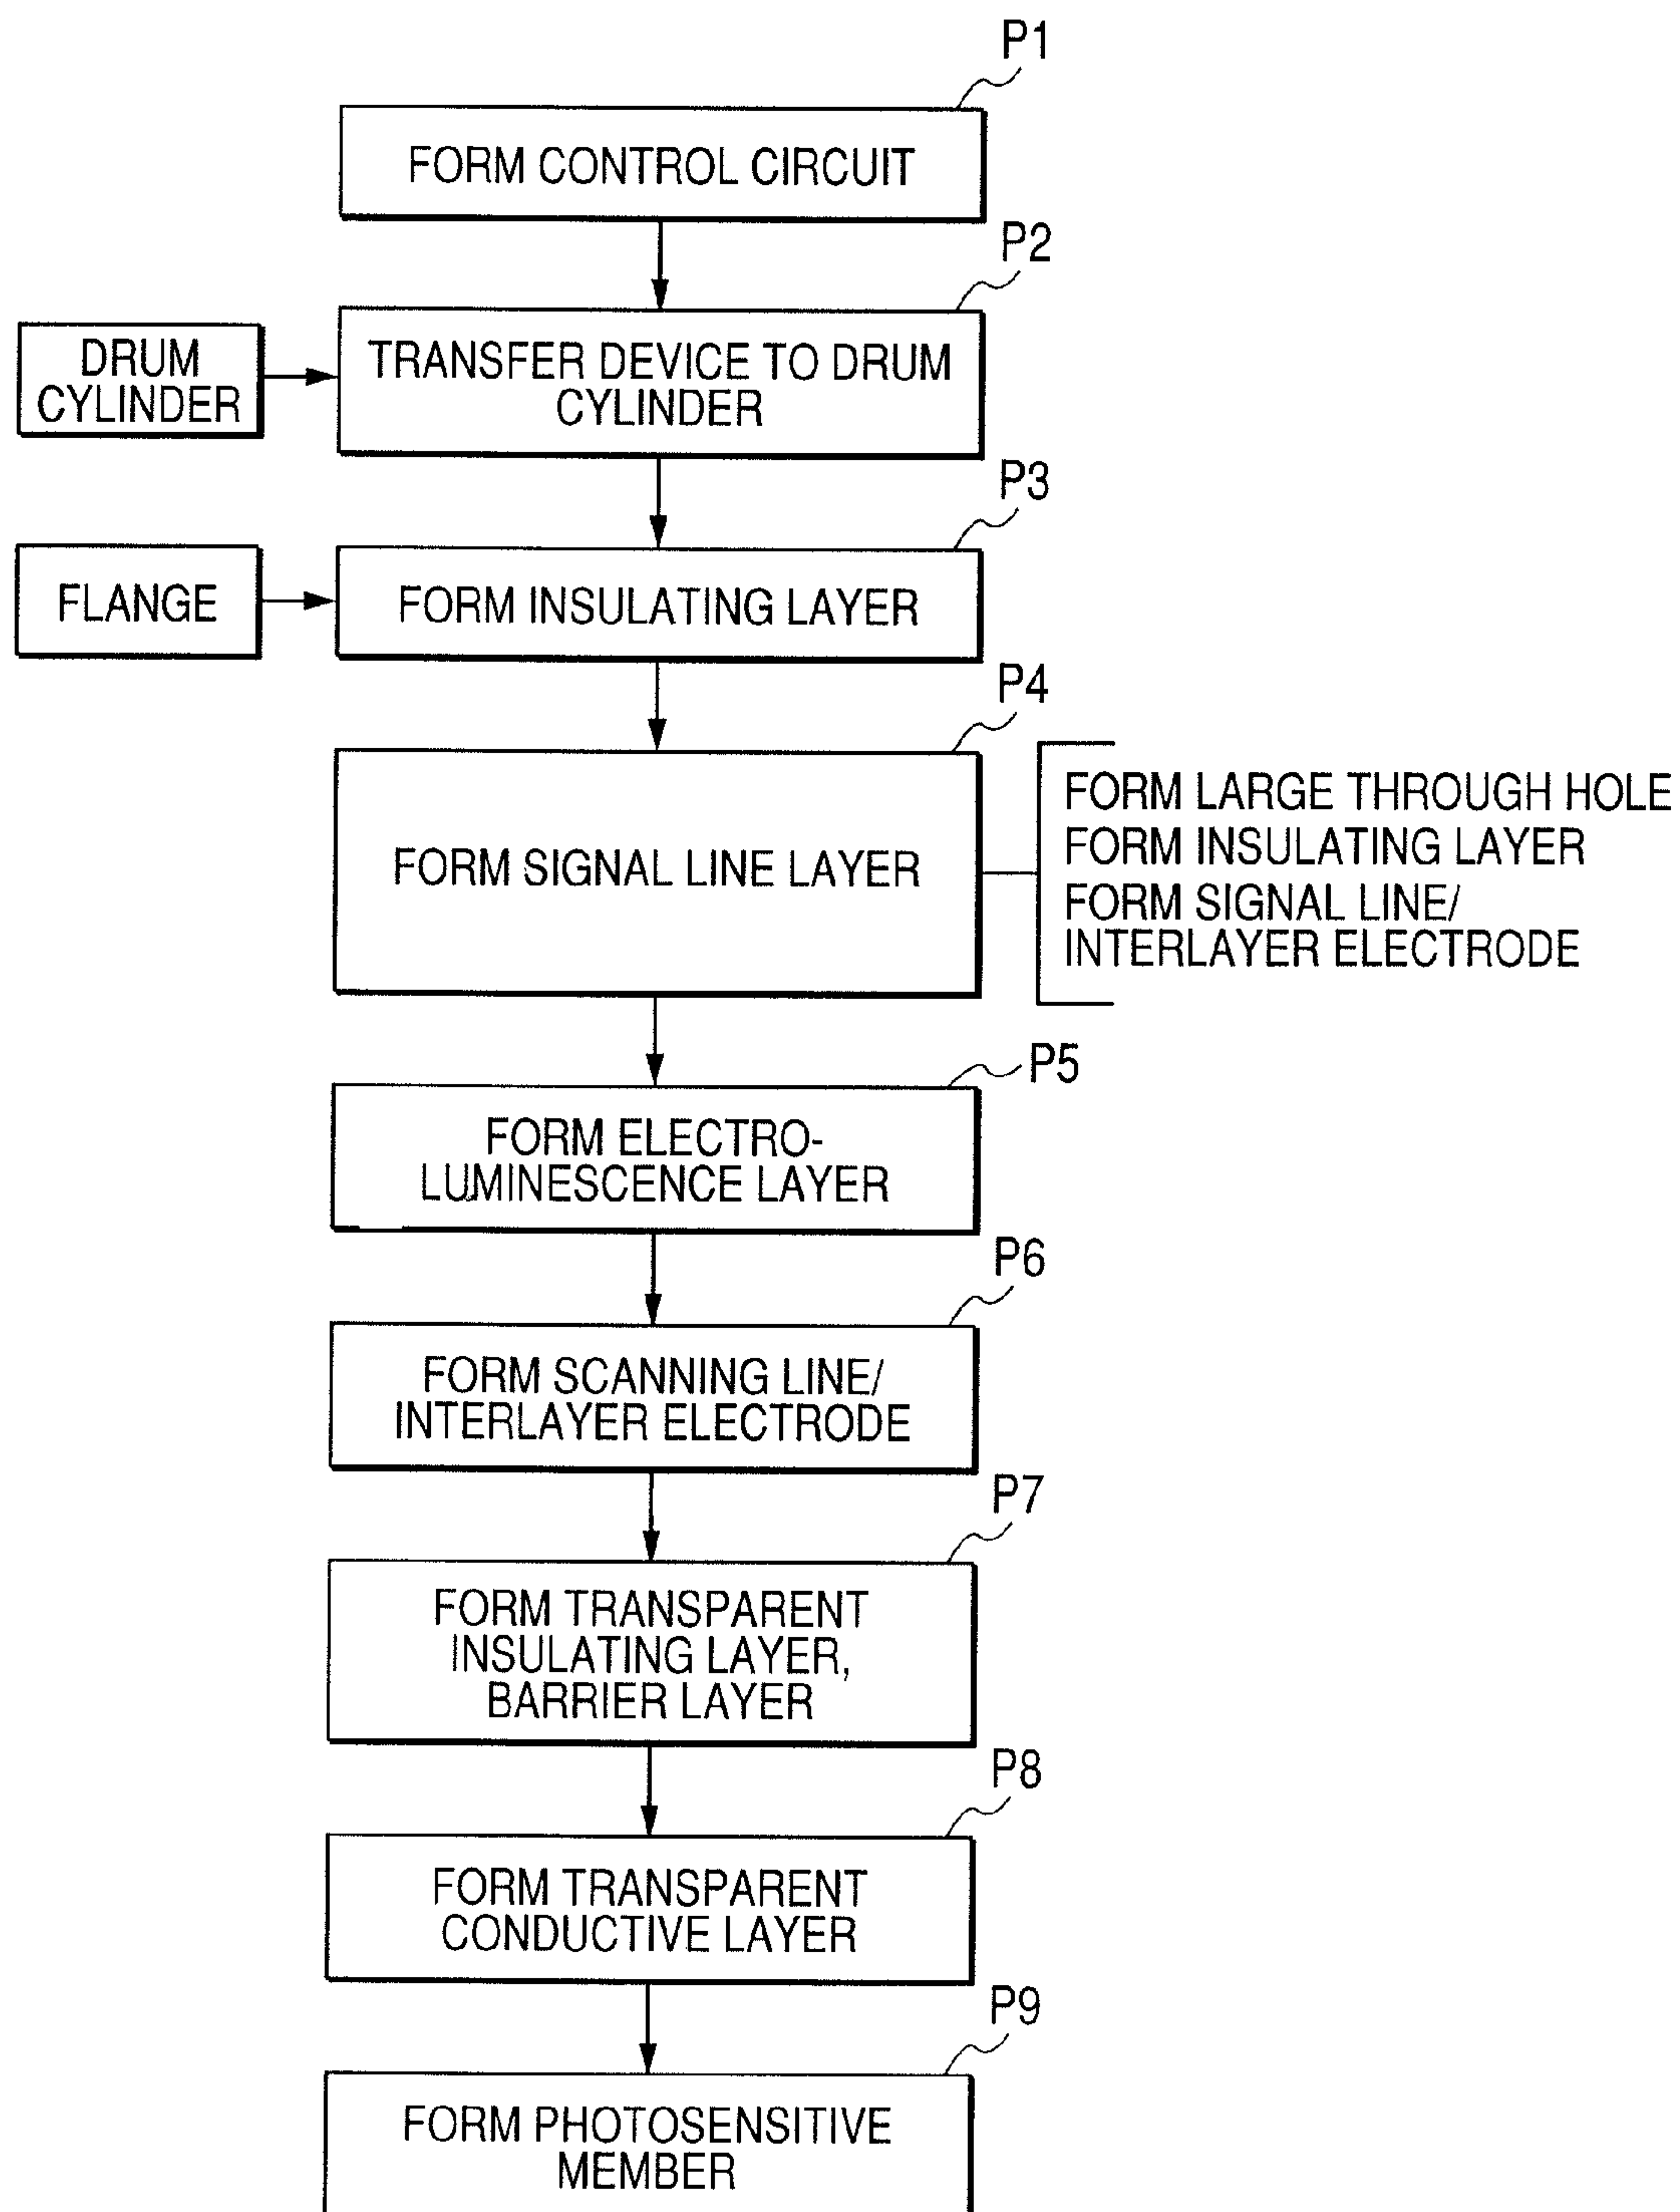 P1
FORM CONTROL CIRCUIT
P2
DRUM
CYLINDER
TRANSFER DEVICE TO DRUM
CYLINDER
P3
FLANGE
FORM INSULATING LAYER
P4
FORM SIGNAL LINE LAYER
FORM LARGE THROUGH HOLE
FORM INSULATING LAYER
FORM SIGNAL LINE/
INTERLAYER ELECTRODE
P5
FORM ELECTRO-
LUMINESCENCE LAYER
P6
FORM SCANNING LINE/
INTERLAYER ELECTRODE
P7
FORM TRANSPARENT
INSULATING LAYER,
BARRIER LAYER
P8
FORM TRANSPARENT
CONDUCTIVE LAYER
P9
FORM PHOTOSENSITIVE
MEMBER